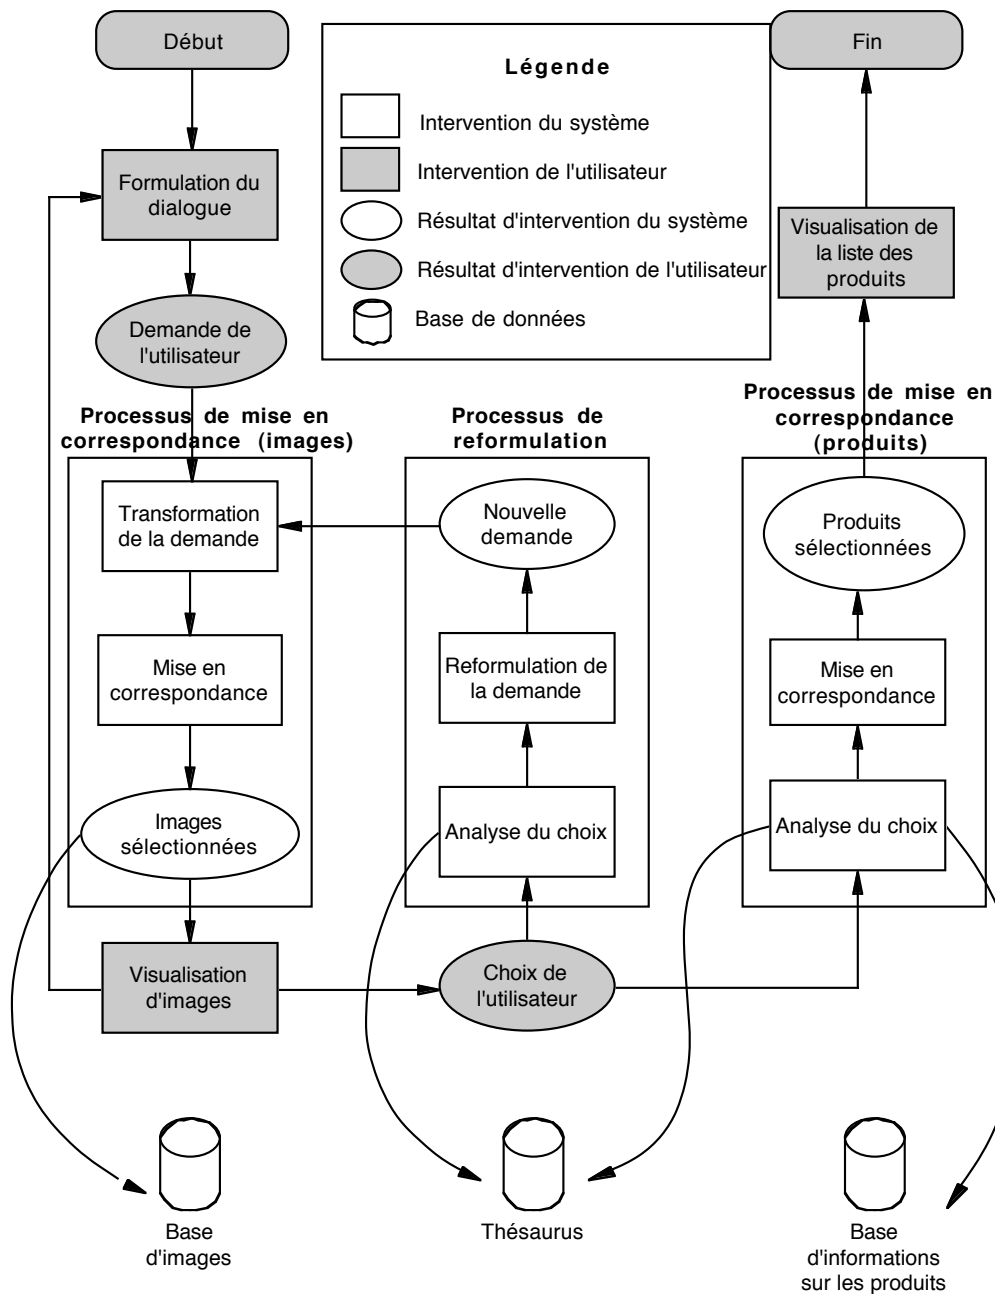 Début
Fin
Légende
Intervention du système
Intervention de l'utilisateur
Résultat d'intervention du système
Résultat d'intervention de l'utilisateur
Base de données
Formulation du
dialogue
Demande de
l'utilisateur
Visualisation de
la liste des
produits
Processus de mise en
correspondance (images)
Transformation
de la demande
Mise en
correspondance
Images
sélectionnées
Visualisation
d'images
Processus de
reformulation
Nouvelle
demande
Reformulation de
la demande
Analyse du choix
Choix de
l'utilisateur
Processus de mise en
correspondance
(produits)
Produits
sélectionnées
Mise en
correspondance
Analyse du choix
Base
d'images
Thésaurus
Base
d'informations
sur les produits